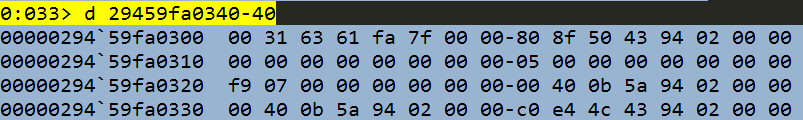 0:033> d 29459fa0340-40
00000294`59fa0300  00 31 63 61 fa 7f 00 00-80 8f 50 43 94 02 00 00
00000294`59fa0310  00 00 00 00 00 00 00 00-05 00 00 00 00 00 00 00
00000294`59fa0320  f9 07 00 00 00 00 00 00-00 40 0b 5a 94 02 00 00
00000294`59fa0330  00 40 0b 5a 94 02 00 00-c0 e4 4c 43 94 02 00 00